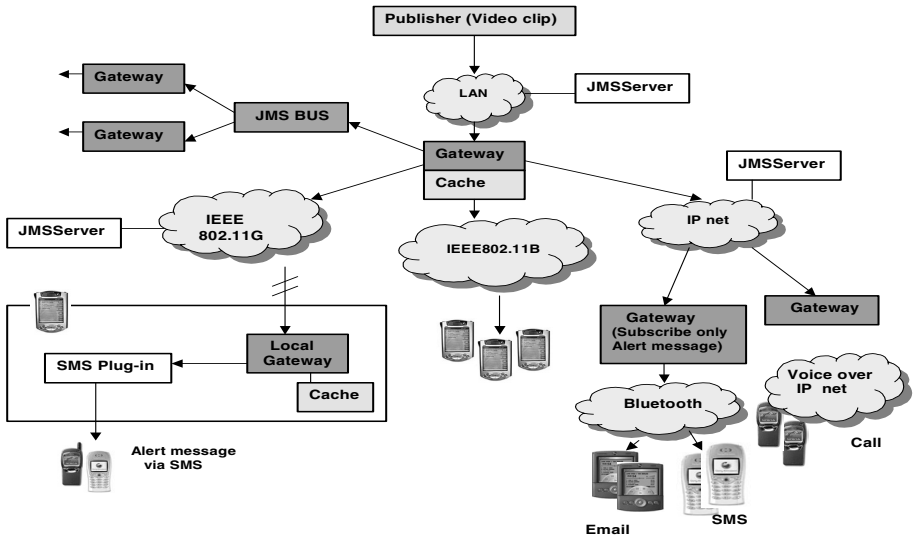 Publisher (Video clip)
Gateway
LAN
JMSServer
JMS BUS
Gateway
Gateway
Cache
JMSServer
IEEE
802.11G
JMSServer
IP net
IEEE802.11B
Gateway
Gateway
(Subscribe only
Alert message)
Local
Gateway
SMS Plug-in
Cache
Voice over
IP net
Bluetooth
Call
Alert message
via SMS
SMS
Email